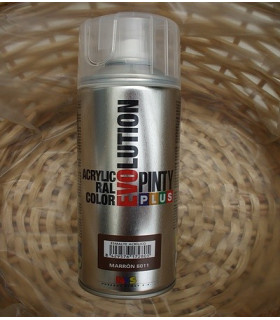 ACRYLIC
RAL
COLOR
EVOLUTION
PINTY
PLUS
MARRÓN 8011